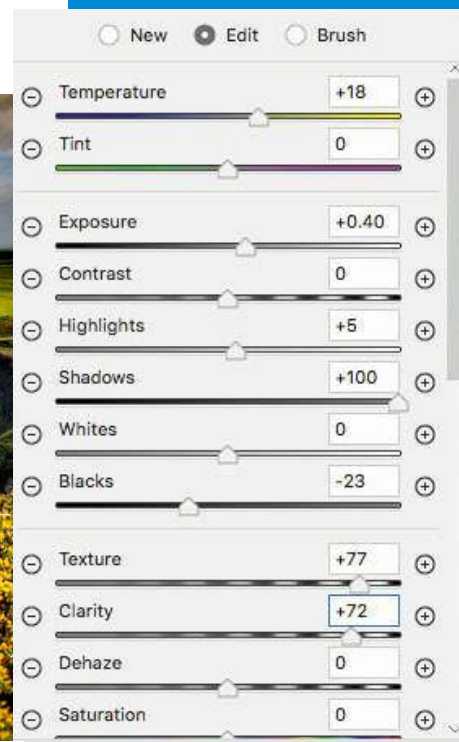 New Edit Brush
Temperature +18
Tint 0
Exposure +0.40
Contrast 0
Highlights +5
Shadows +100
Whites 0
Blacks -23
Texture +77
Clarity +72
Dehaze 0
Saturation 0